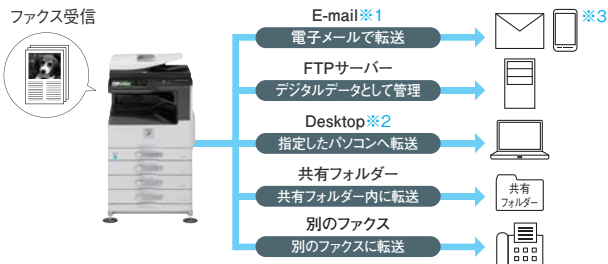 ファクス受信
E-mail※1
電子メールで転送
※3
FTPサーバー
デジタルデータとして管理
Desktop※2
指定したパソコンへ転送
共有フォルダー
共有フォルダー内に転送
共有
フォルダー
別のファクス
別のファクスに転送